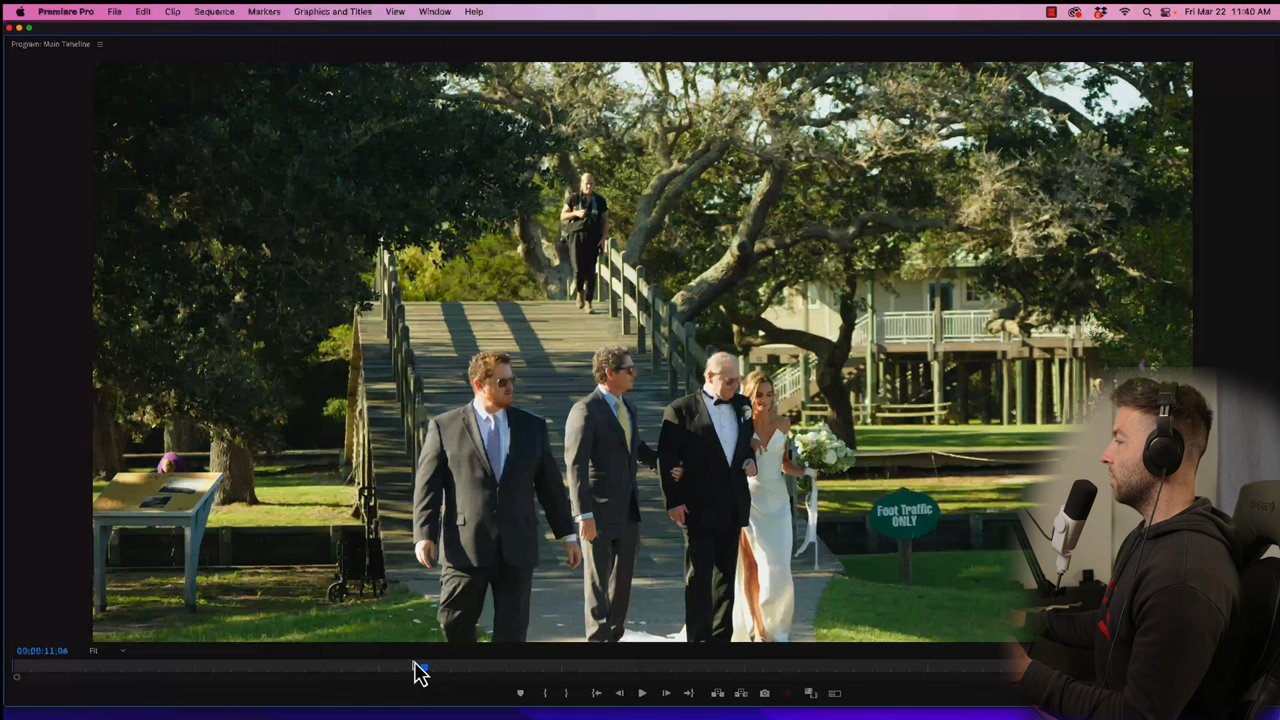 Premiere Pro File Edit Clip Sequence Markers Graphics and Titles View Window Help Fri Mar 22 11:40 AM
Program: Main Timeline
Foot Traffic
ONLY
00:00:11:06 Fit